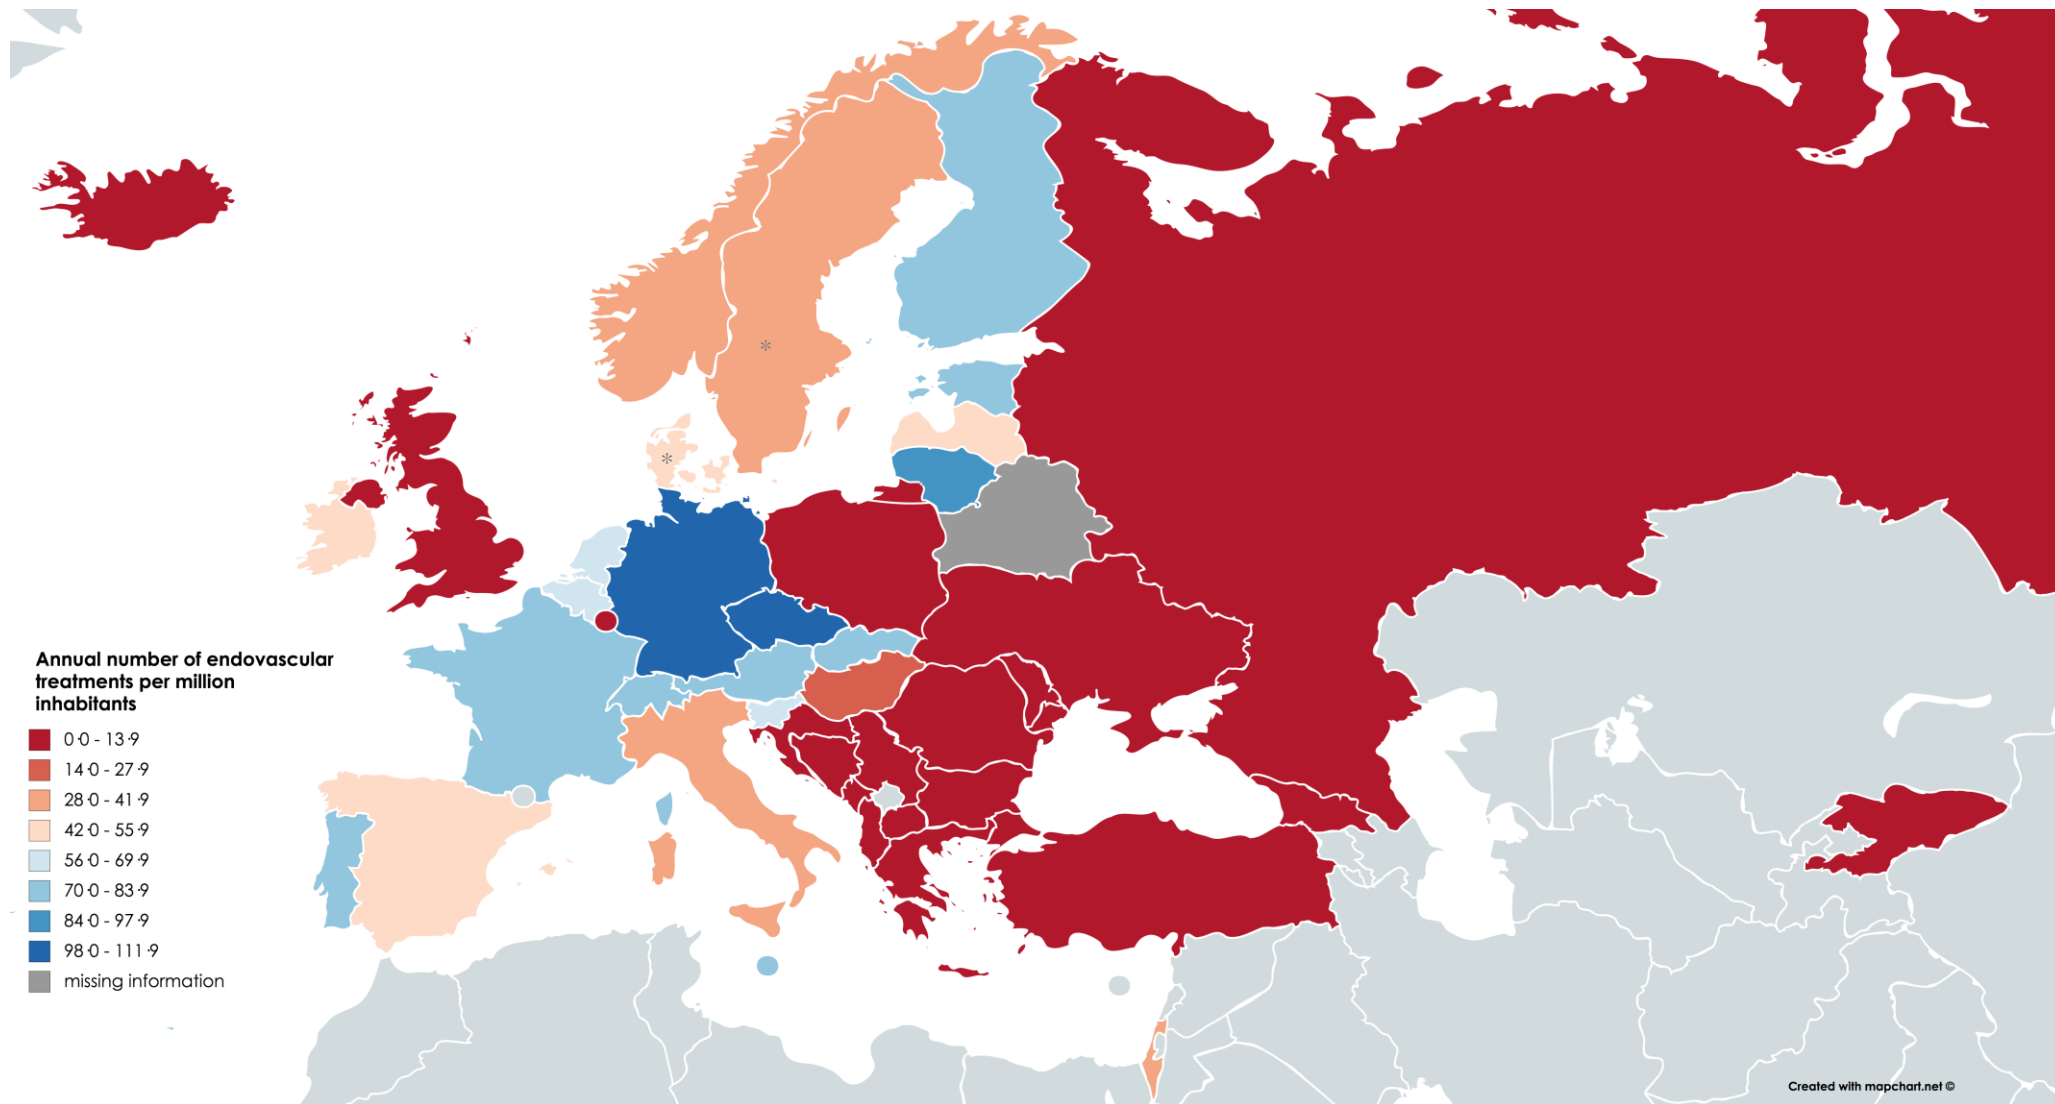 *
*
Annual number of endovascular
treatments per million
inhabitants
0·0 - 13·9
14·0 - 27·9
28·0 - 41·9
42·0 - 55·9
56·0 - 69·9
70·0 - 83·9
84·0 - 97·9
98·0 - 111·9
missing information
Created with mapchart.net ©